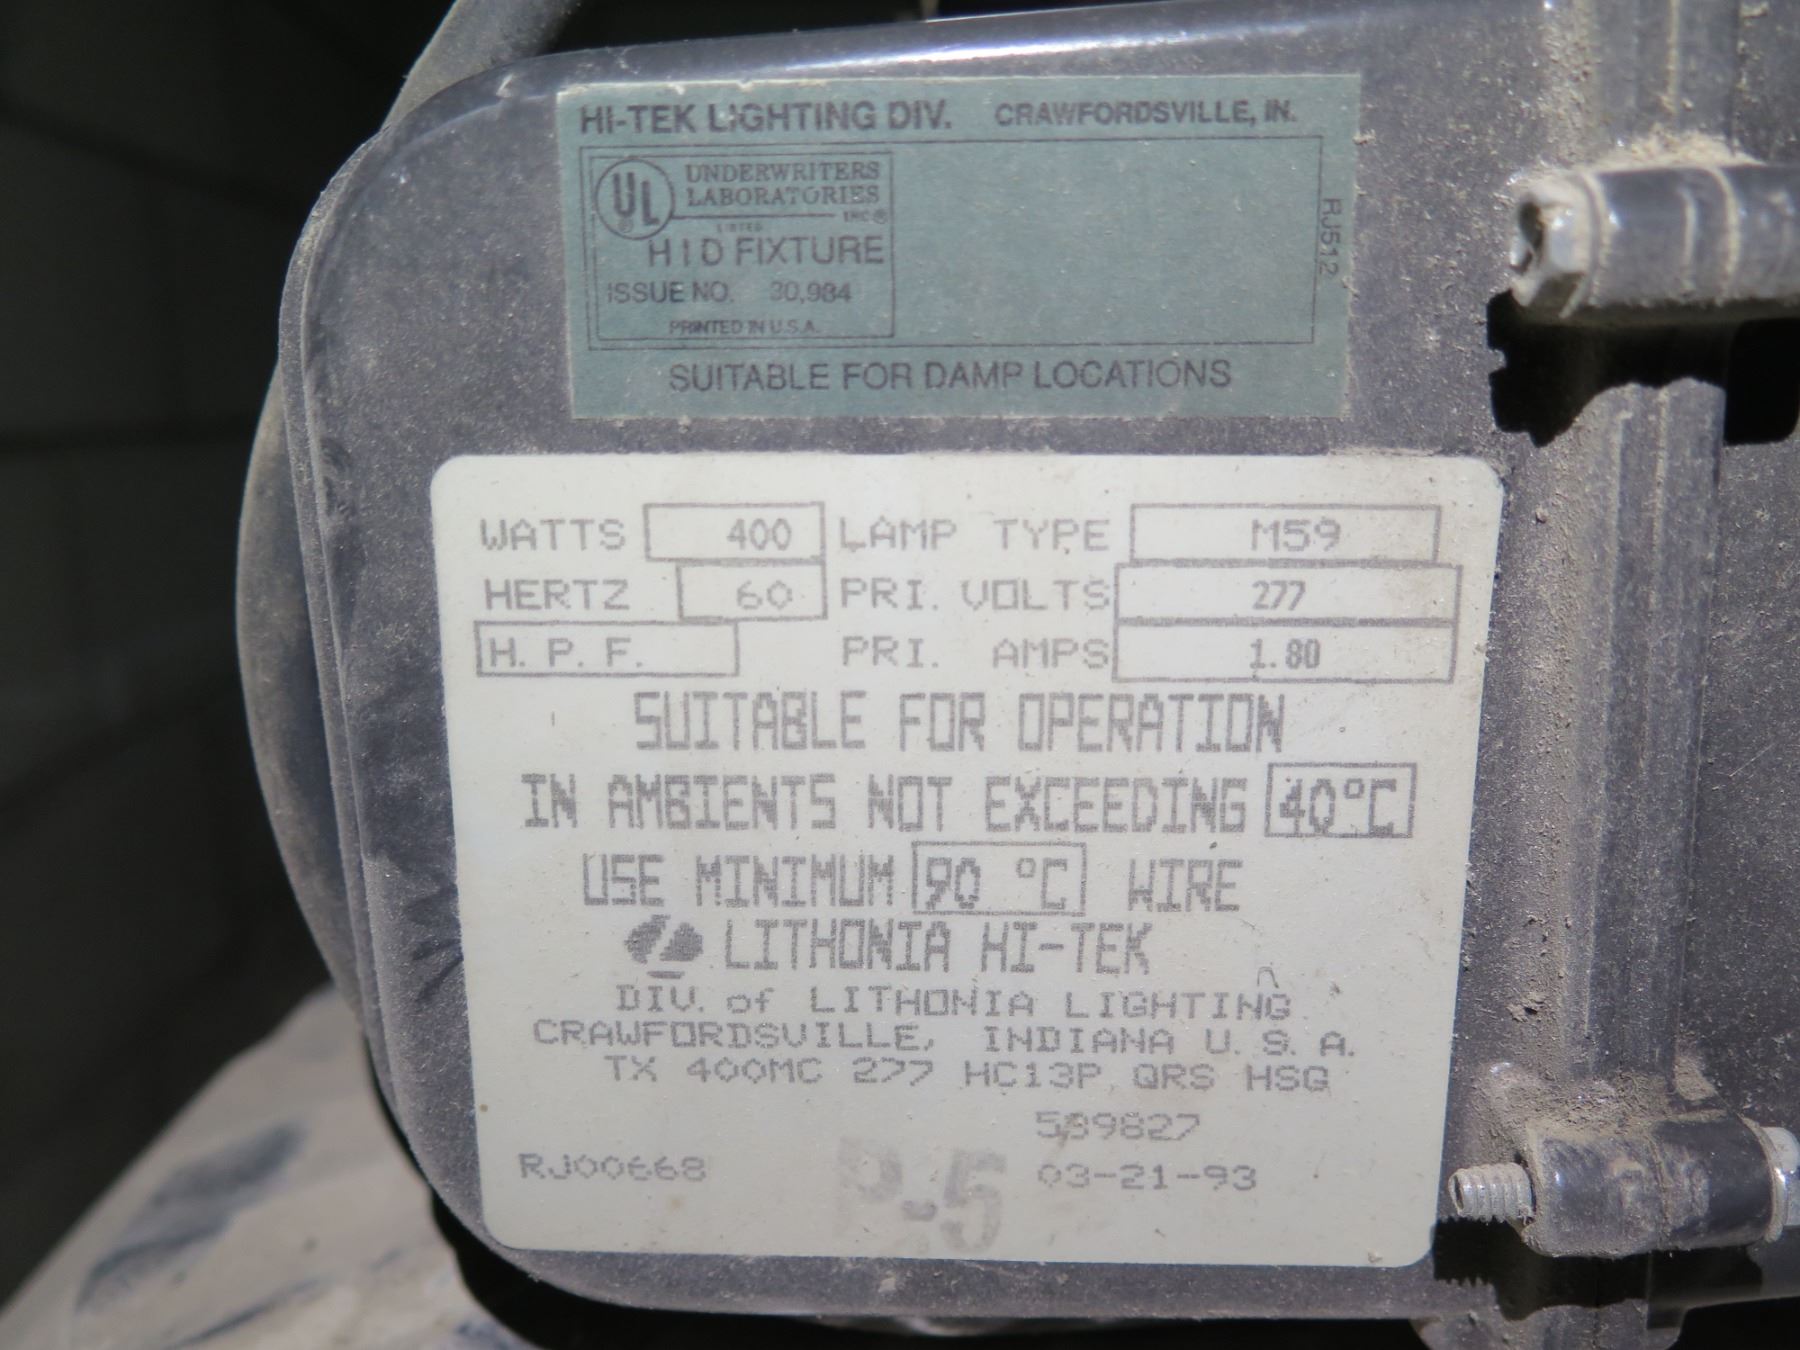 HI-TEK LIGHTING DIV. CRAWFORDSVILLE, IN.
UL UNDERWRITERS
LABORATORIES
INC®
LISTED
HID FIXTURE
ISSUE NO. 30,984
PRINTED IN U.S.A.
RJ512
SUITABLE FOR DAMP LOCATIONS
WATTS 400 LAMP TYPE M59
HERTZ 60 PRI. VOLTS 277
H. P. F. PRI. AMPS 1.80
SUITABLE FOR OPERATION
IN AMBIENTS NOT EXCEEDING 40°C
USE MINIMUM 90 °C WIRE
LITHONIA HI-TEK
DIV. of LITHONIA LIGHTING
CRAWFORDSVILLE, INDIANA U. S. A.
TX 400MC 277 HC13P QRS HSG
RJ00668 03-21-93